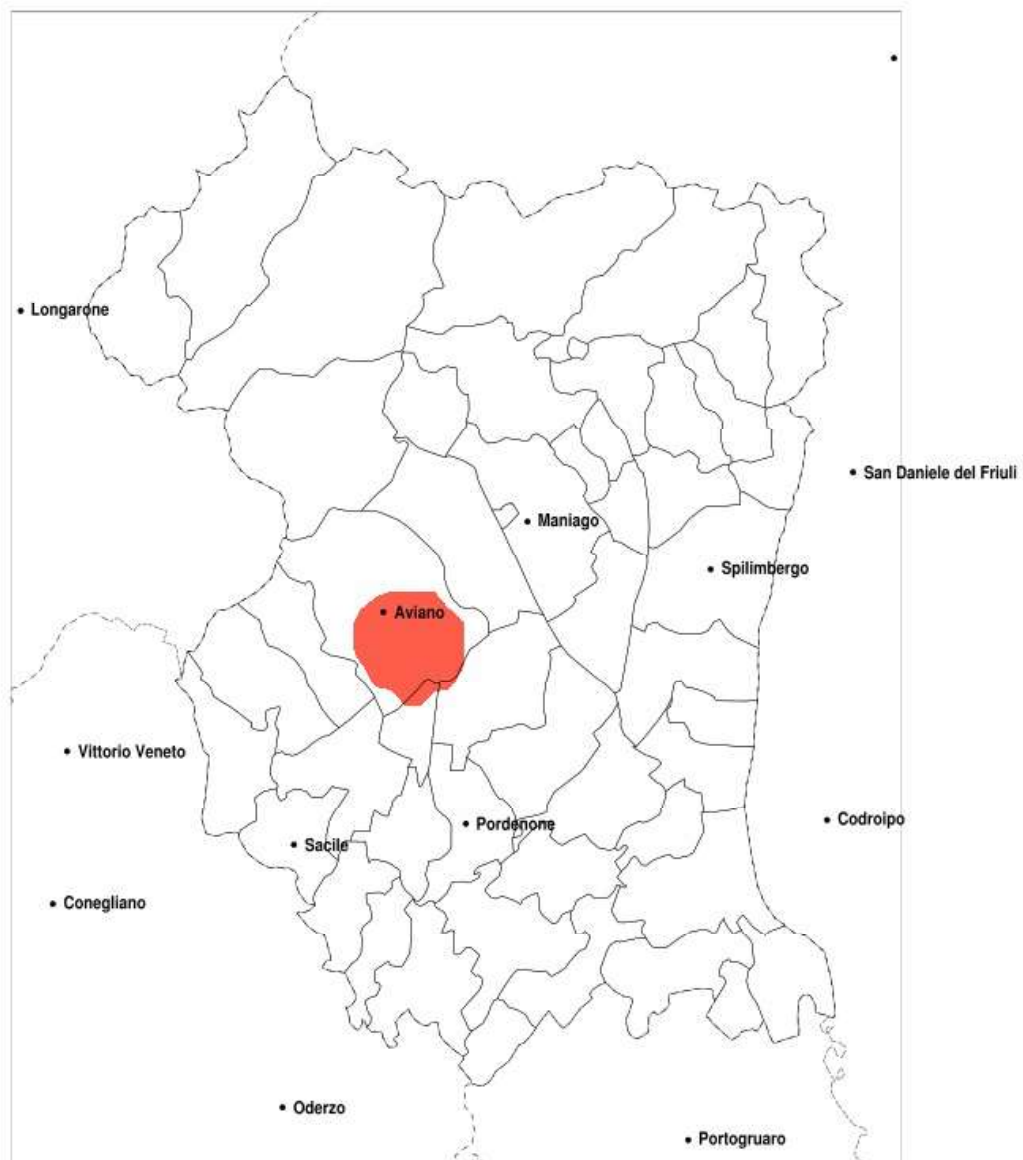 Longarone
San Daniele del Friuli
Maniago
Spilimbergo
Aviano
Vittorio Veneto
Pordenone
Codroipo
Sacile
Conegliano
Oderzo
Portogruaro